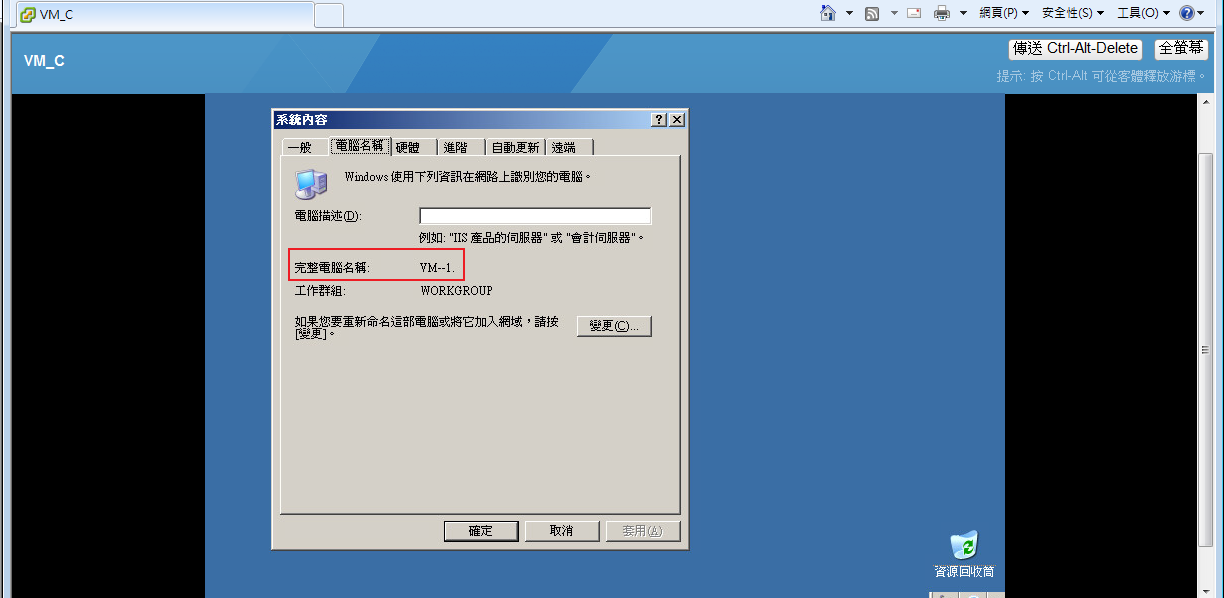 VM_C
網頁(P) 安全性(S) 工具(O)
VM_C
傳送 Ctrl-Alt-Delete 全螢幕
提示: 按 Ctrl-Alt 可從客體釋放游標。
系統內容
一般 電腦名稱 硬體 進階 自動更新 遠端
Windows 使用下列資訊在網路上識別您的電腦。
電腦描述(D):
例如: "IIS 產品的伺服器" 或 "會計伺服器"。
完整電腦名稱: VM--1.
工作群組: WORKGROUP
如果您要重新命名這部電腦或將它加入網域，請按
[變更]。
變更(C)...
確定 取消 套用(A)
資源回收筒